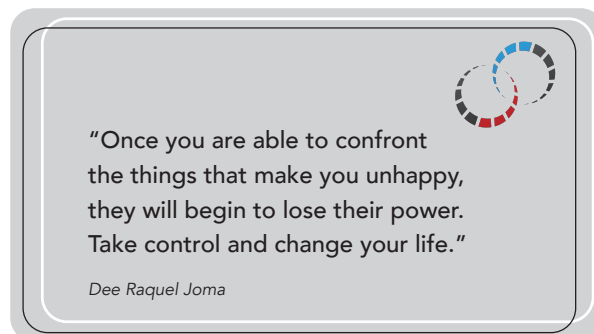 “Once you are able to confront
the things that make you unhappy,
they will begin to lose their power.
Take control and change your life.”
Dee Raquel Joma